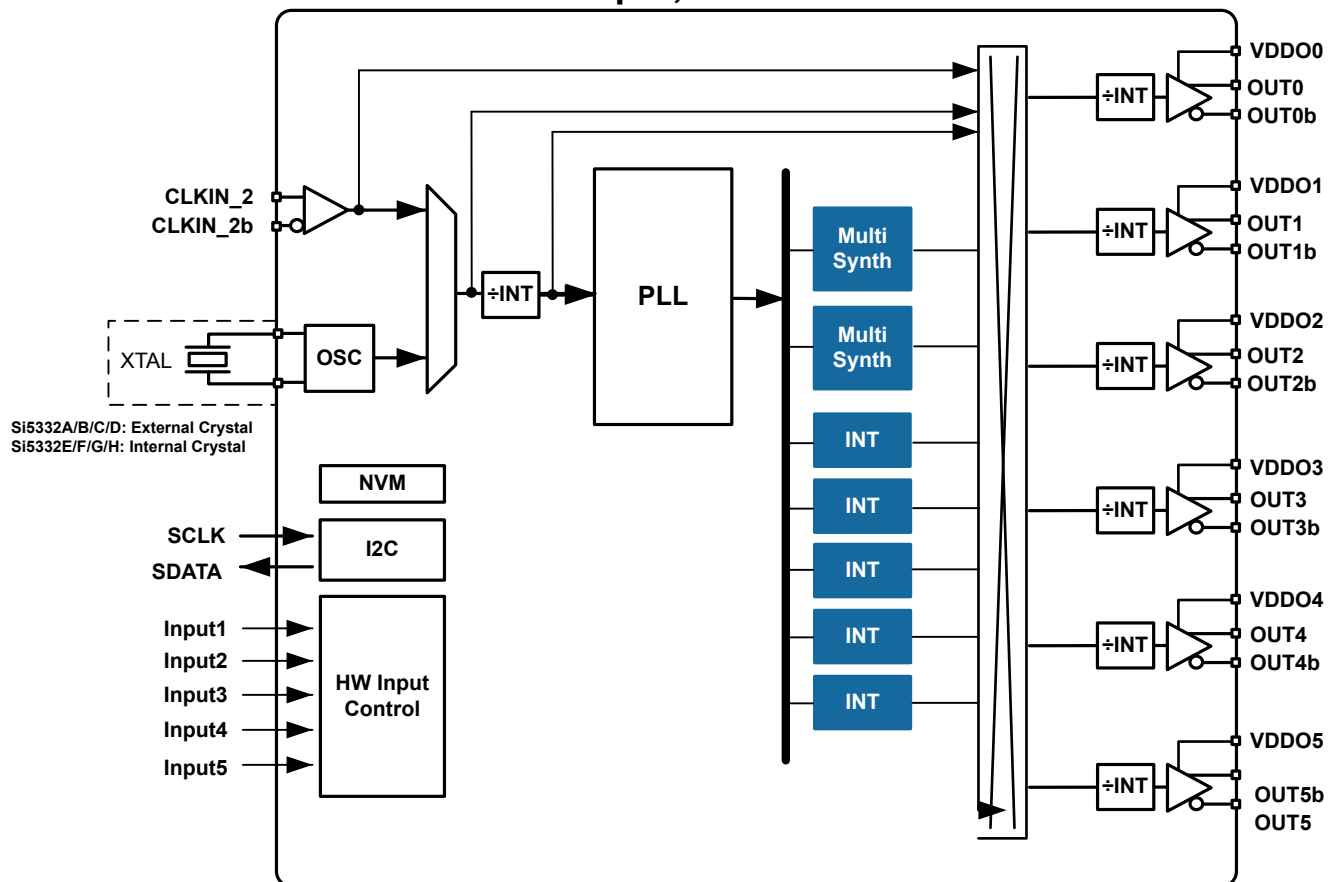 VDDO0
OUT0
OUT0b
÷INT
VDDO1
OUT1
OUT1b
÷INT
VDDO2
OUT2
OUT2b
÷INT
VDDO3
OUT3
OUT3b
÷INT
VDDO4
OUT4
OUT4b
÷INT
VDDO5
OUT5b
OUT5
÷INT
CLKIN_2
CLKIN_2b
÷INT
PLL
Multi
Synth
Multi
Synth
INT
INT
INT
INT
INT
XTAL
OSC
Si5332A/B/C/D: External Crystal
Si5332E/F/G/H: Internal Crystal
NVM
SCLK
SDATA
I2C
Input1
Input2
Input3
Input4
Input5
HW Input
Control